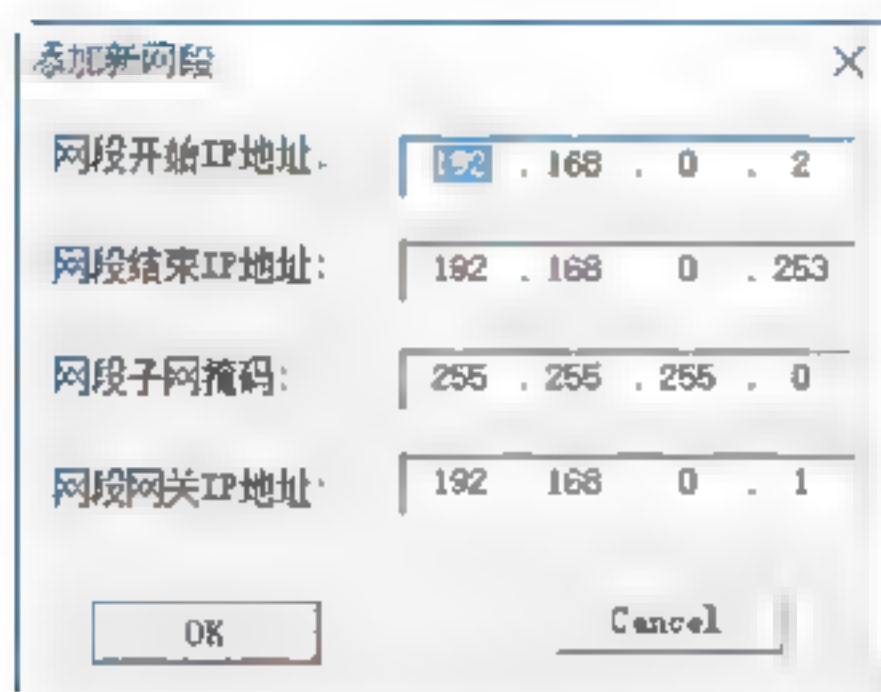 添加新网段
网段开始IP地址: 192 . 168 . 0 . 2
网段结束IP地址: 192 . 168 0 . 253
网段子网掩码: 255 . 255 . 255 . 0
网段网关IP地址: 192 168 0 . 1
OK Cancel